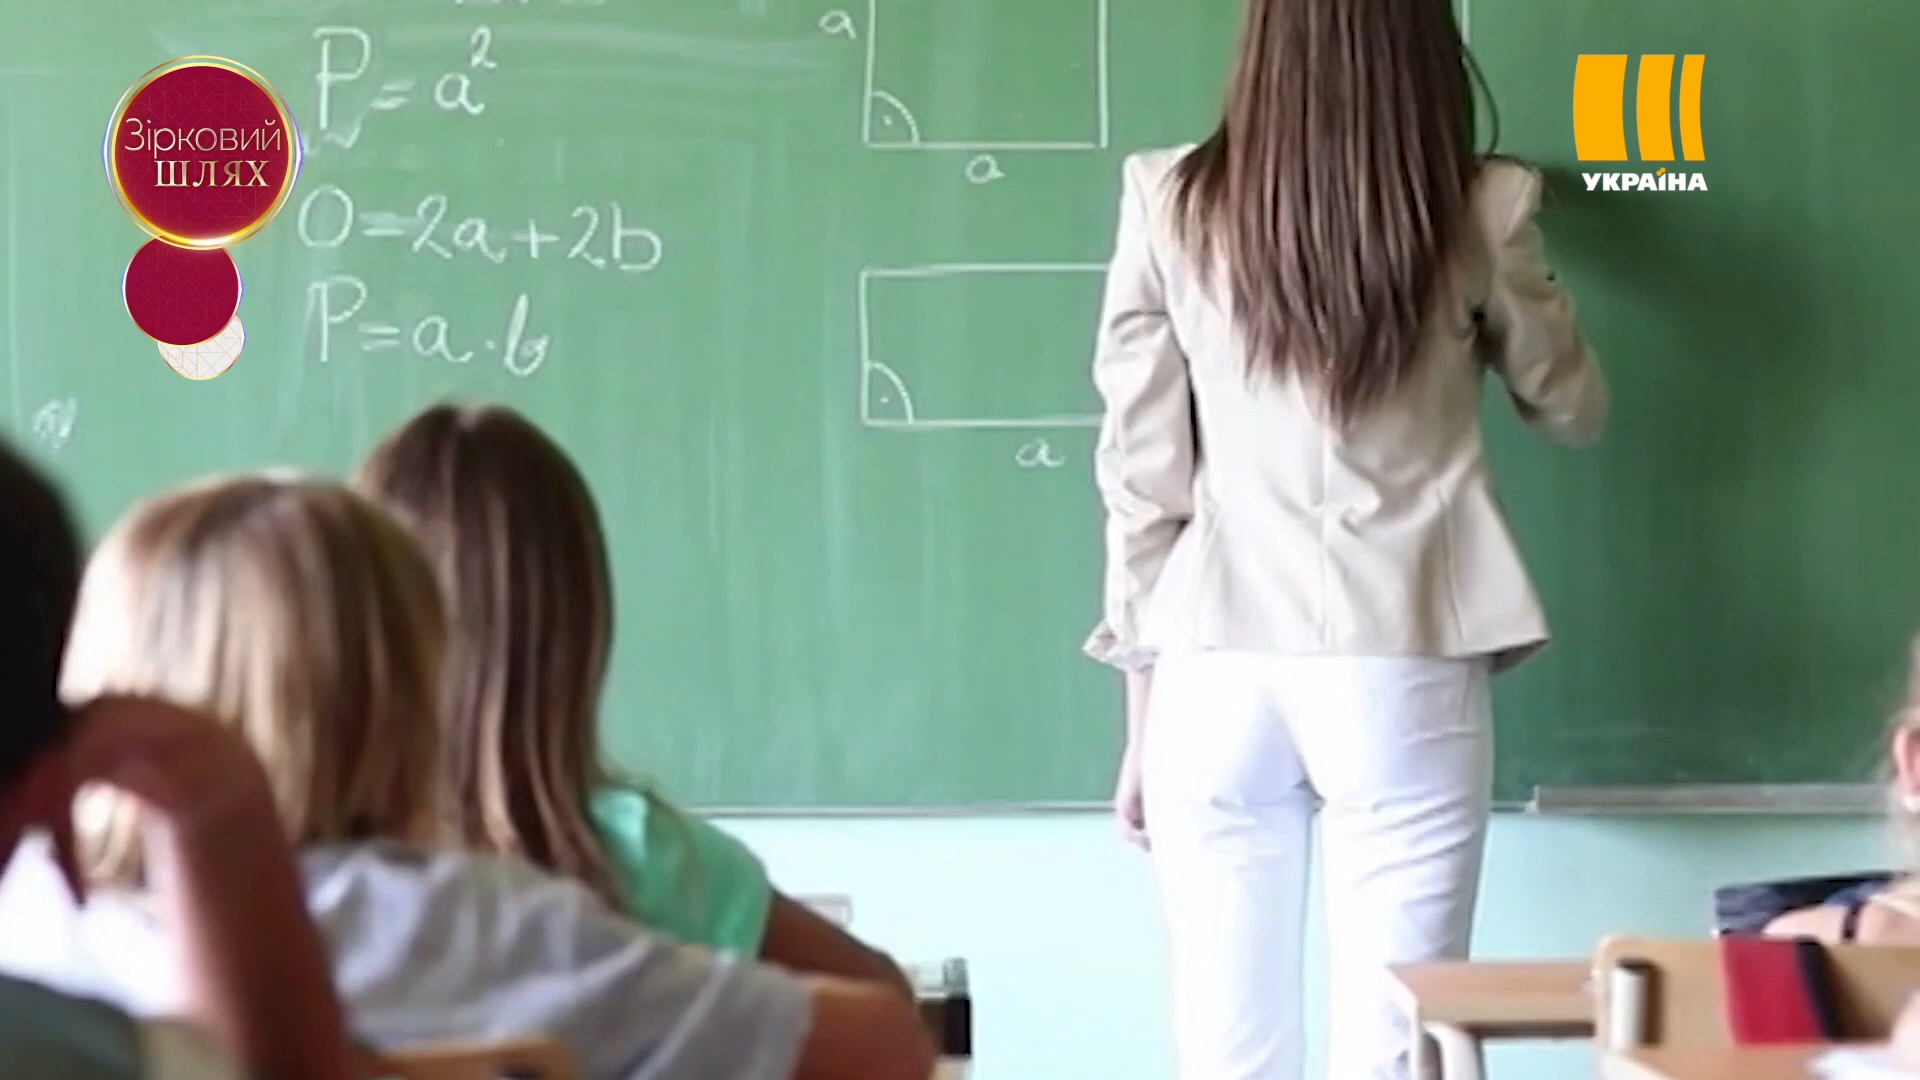 Зірковий
ШЛЯХ
P=a²
O=2a+2b
P=a·b
a
a
a
УКРАЇНА